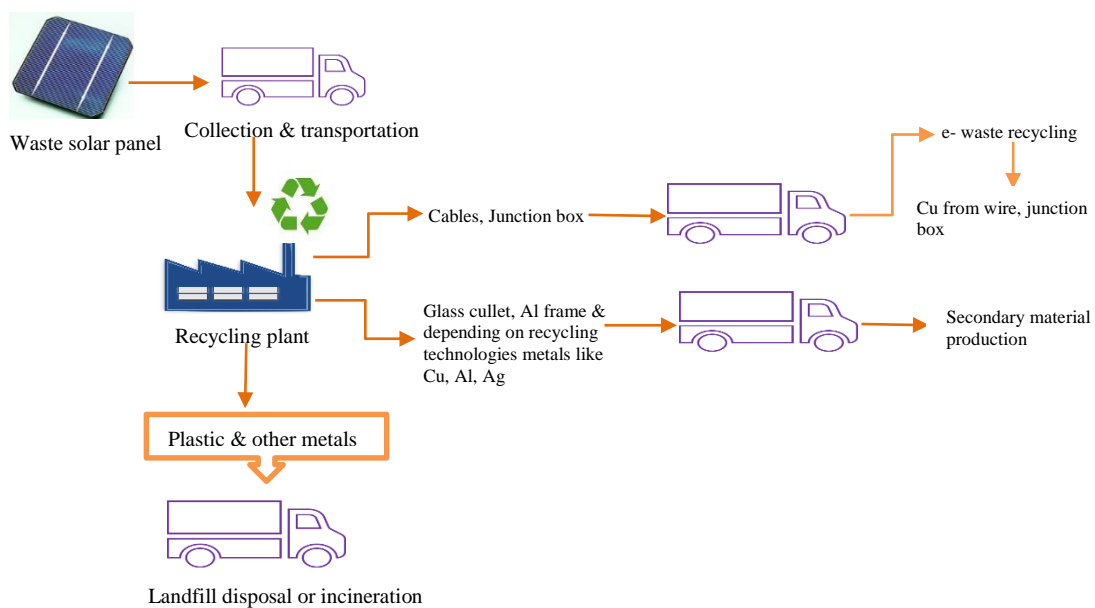 Waste solar panel
Collection & transportation
e- waste recycling
Cables, Junction box
Cu from wire, junction
box
Recycling plant
Glass cullet, Al frame &
depending on recycling
technologies metals like
Cu, Al, Ag
Secondary material
production
Plastic & other metals
Landfill disposal or incineration